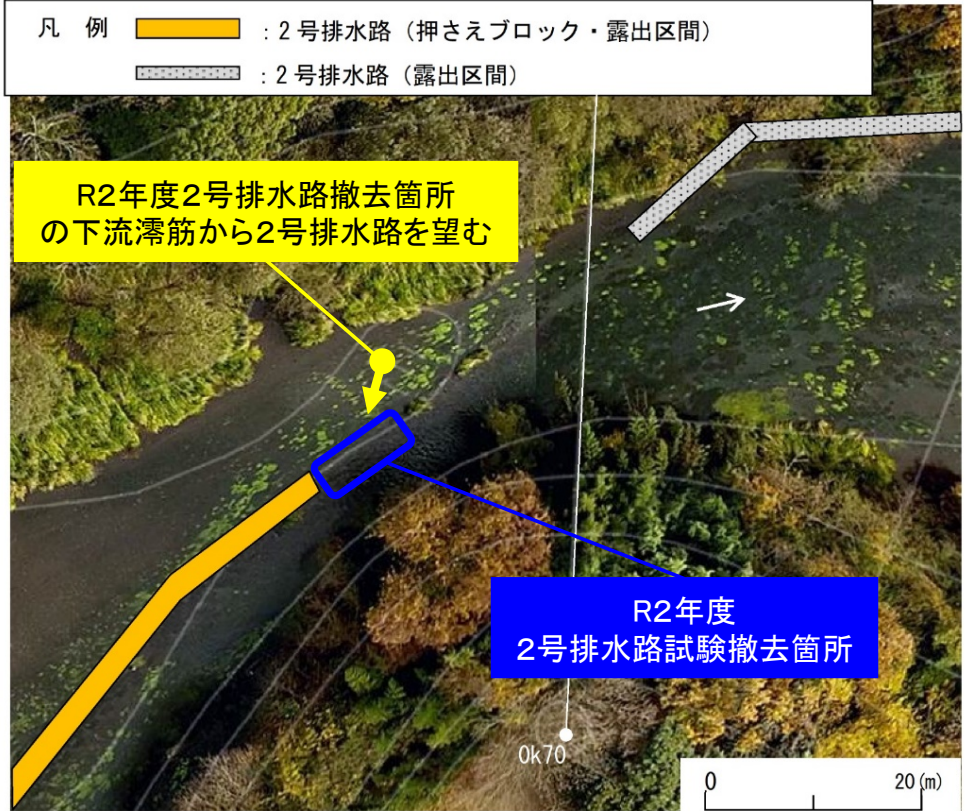 凡 例 : 2号排水路（押さえブロック・露出区間）
: 2号排水路（露出区間）
R2年度2号排水路撤去箇所
の下流澪筋から2号排水路を望む
R2年度
2号排水路試験撤去箇所
0k70
0 20(m)